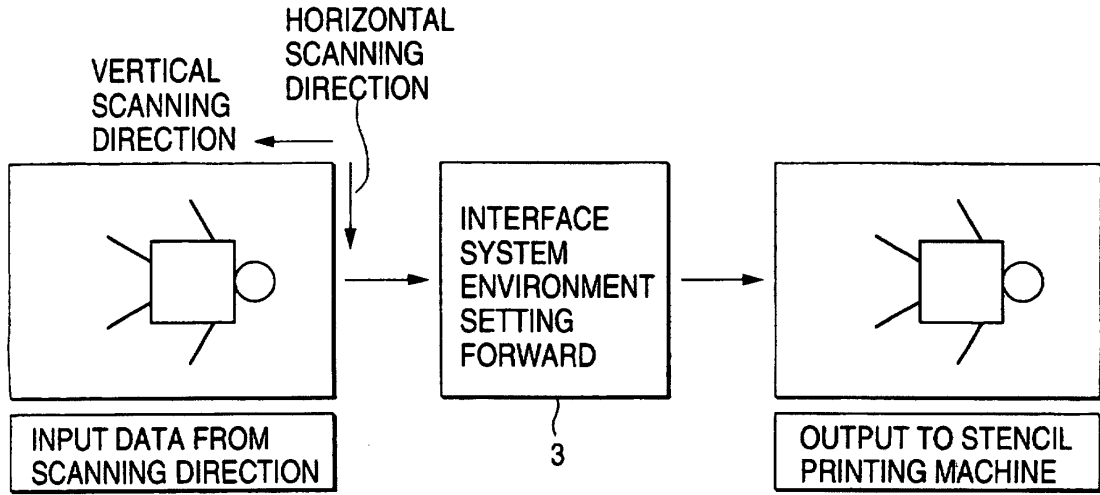 HORIZONTAL
SCANNING
DIRECTION
VERTICAL
SCANNING
DIRECTION
INTERFACE
SYSTEM
ENVIRONMENT
SETTING
FORWARD
3
INPUT DATA FROM
SCANNING DIRECTION
OUTPUT TO STENCIL
PRINTING MACHINE